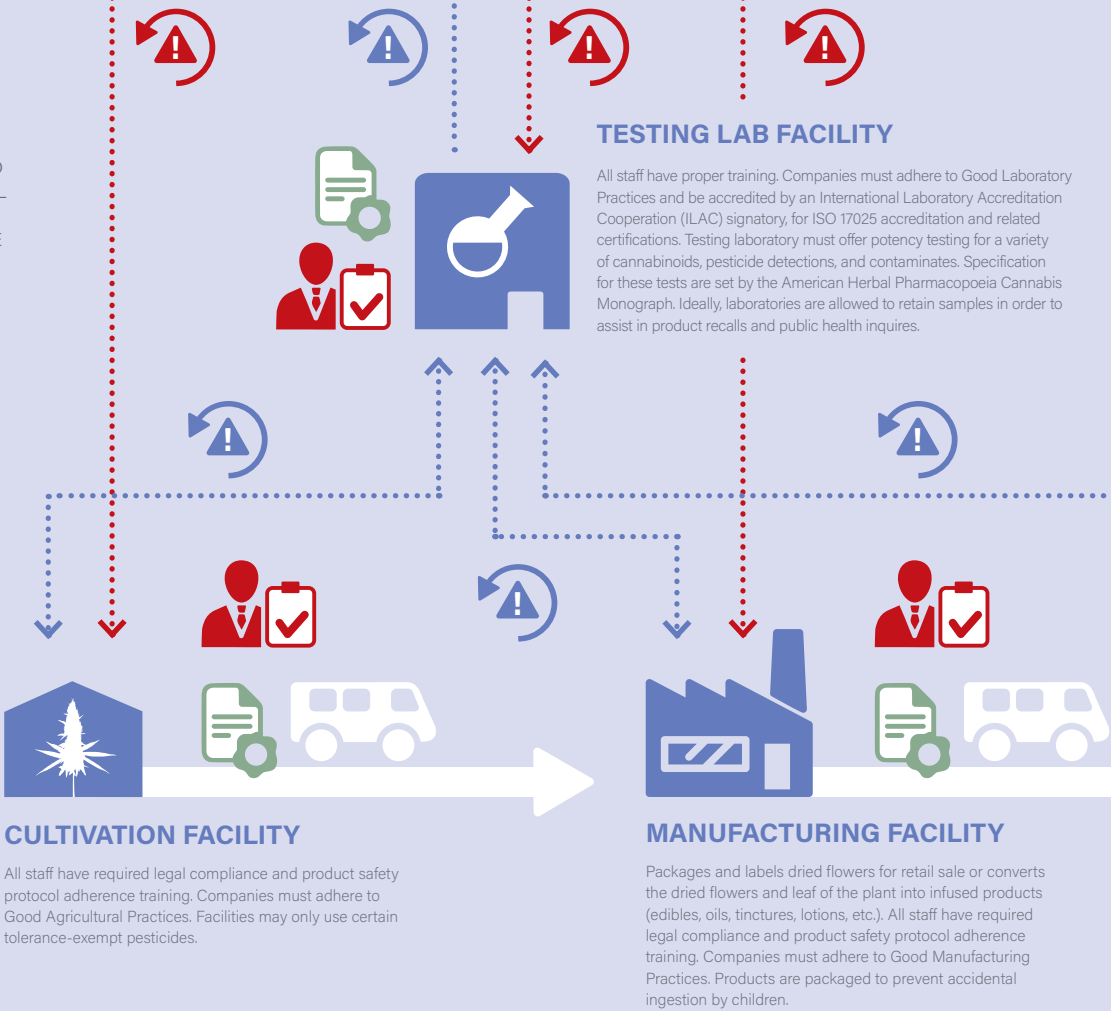 TESTING LAB FACILITY
All staff have proper training. Companies must adhere to Good Laboratory
Practices and be accredited by an International Laboratory Accreditation
Cooperation (ILAC) signatory, for ISO 17025 accreditation and related
certifications. Testing laboratory must offer potency testing for a variety
of cannabinoids, pesticide detections, and contaminates. Specification
for these tests are set by the American Herbal Pharmacopoeia Cannabis
Monograph. Ideally, laboratories are allowed to retain samples in order to
assist in product recalls and public health inquires.
CULTIVATION FACILITY
All staff have required legal compliance and product safety
protocol adherence training. Companies must adhere to
Good Agricultural Practices. Facilities may only use certain
tolerance-exempt pesticides.
MANUFACTURING FACILITY
Packages and labels dried flowers for retail sale or converts
the dried flowers and leaf of the plant into infused products
(edibles, oils, tinctures, lotions, etc.). All staff have required
legal compliance and product safety protocol adherence
training. Companies must adhere to Good Manufacturing
Practices. Products are packaged to prevent accidental
ingestion by children.